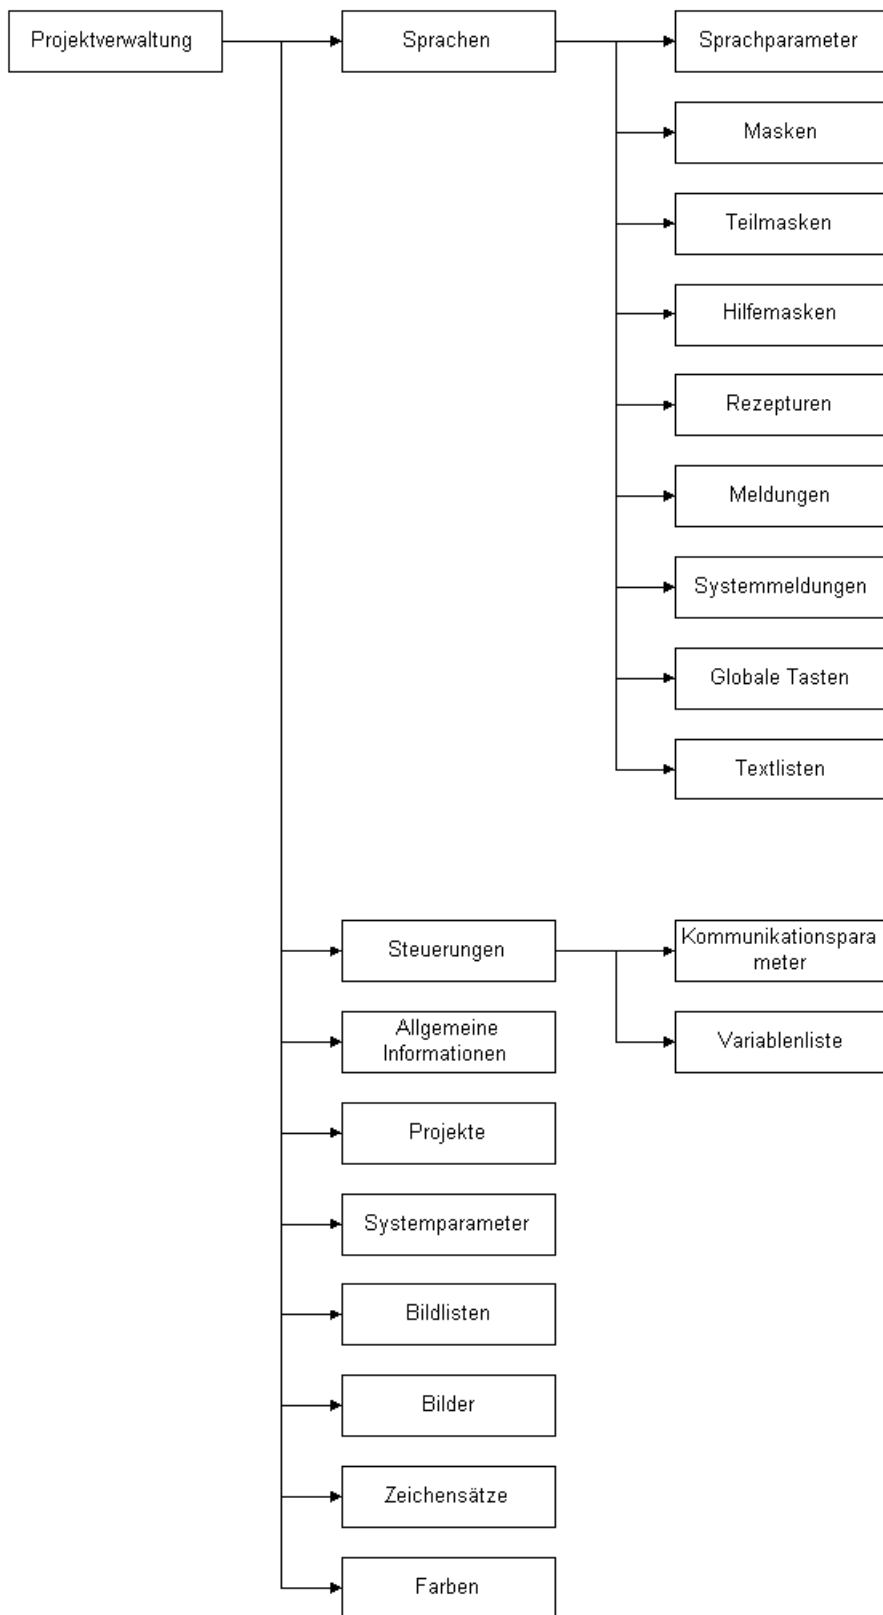 Projektverwaltung
Sprachen
Sprachparameter
Masken
Teilmasken
Hilfemasken
Rezepturen
Meldungen
Systemmeldungen
Globale Tasten
Textlisten
Steuerungen
Kommunikationspara
meter
Variablenliste
Allgemeine
Informationen
Projekte
Systemparameter
Bildlisten
Bilder
Zeichensätze
Farben